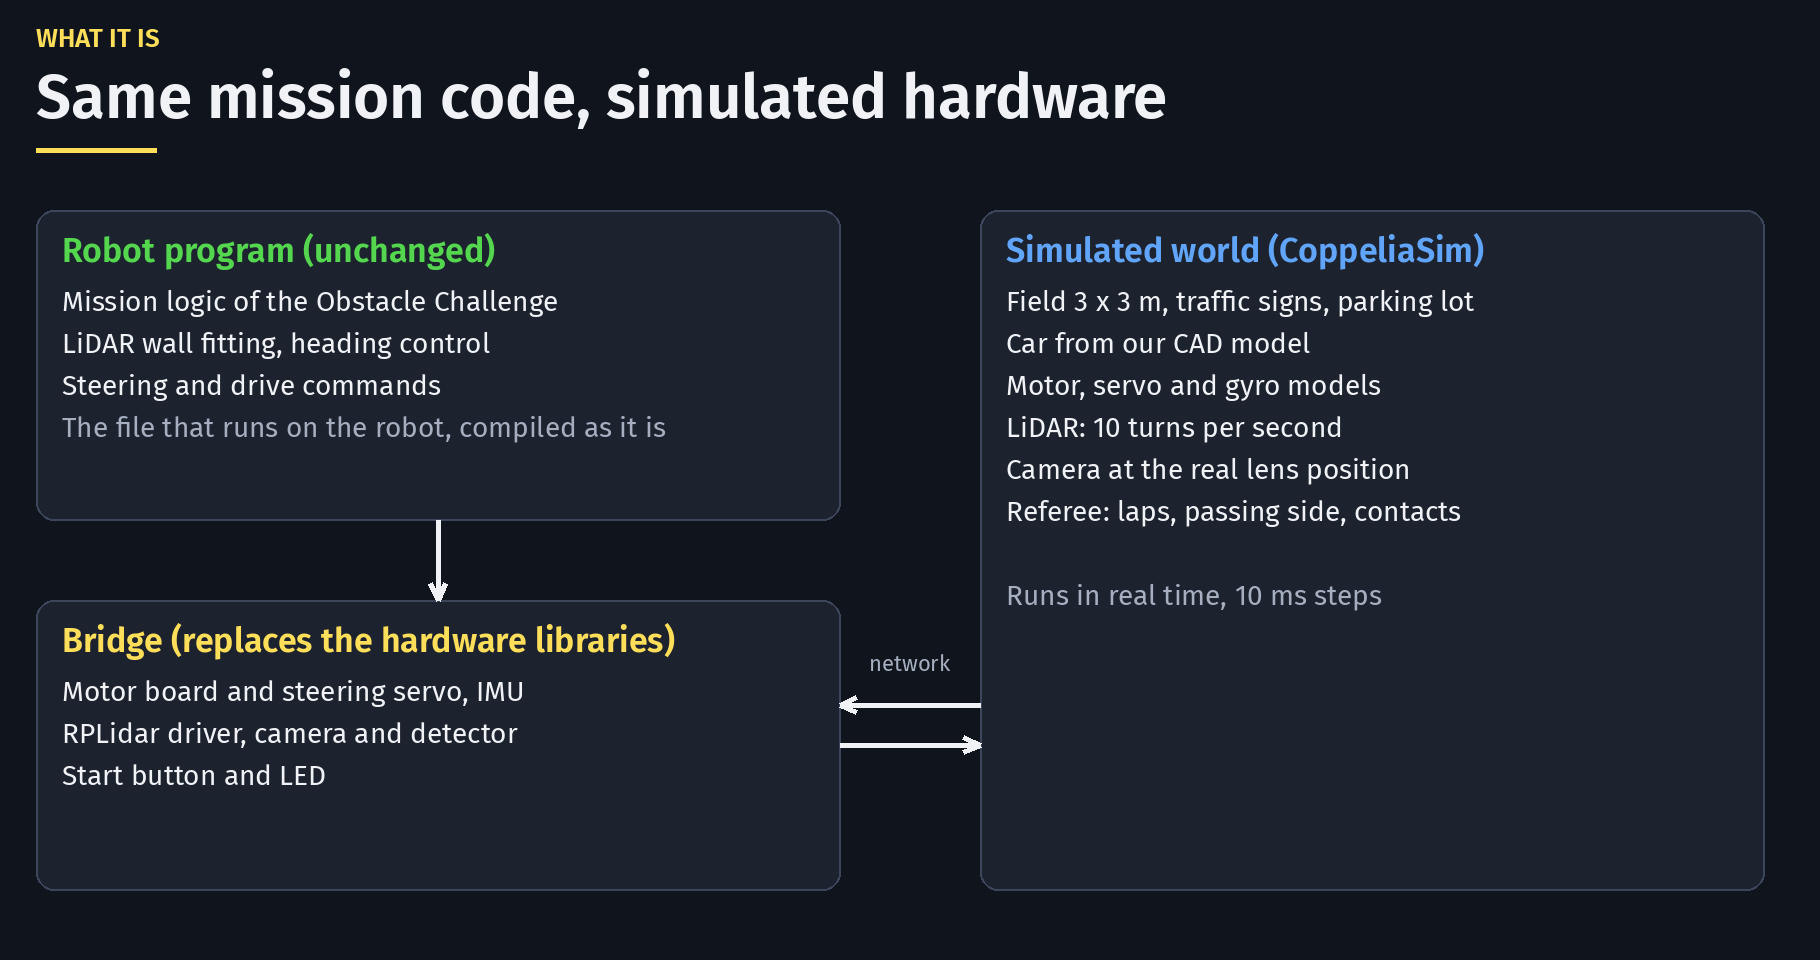 WHAT IT IS
Same mission code, simulated hardware
Robot program (unchanged)
Mission logic of the Obstacle Challenge
LiDAR wall fitting, heading control
Steering and drive commands
The file that runs on the robot, compiled as it is
Bridge (replaces the hardware libraries)
Motor board and steering servo, IMU
RPLidar driver, camera and detector
Start button and LED
network
Simulated world (CoppeliaSim)
Field 3 x 3 m, traffic signs, parking lot
Car from our CAD model
Motor, servo and gyro models
LiDAR: 10 turns per second
Camera at the real lens position
Referee: laps, passing side, contacts
Runs in real time, 10 ms steps